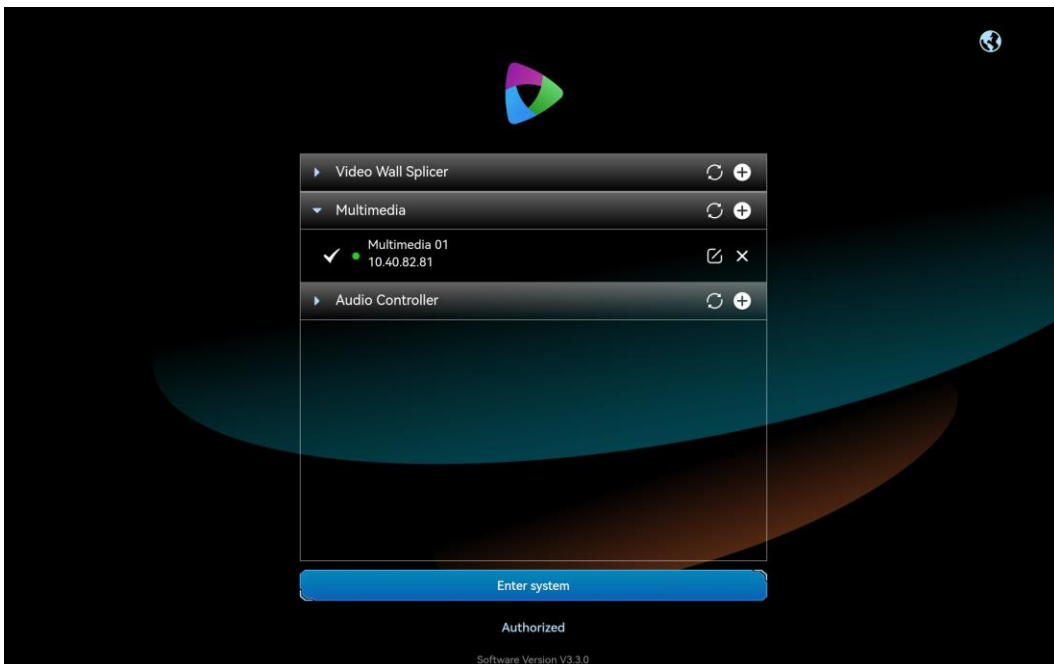 Video Wall Splicer
Multimedia
Multimedia 01
10.40.82.81
Audio Controller
Enter system
Authorized
Software Version V3.3.0